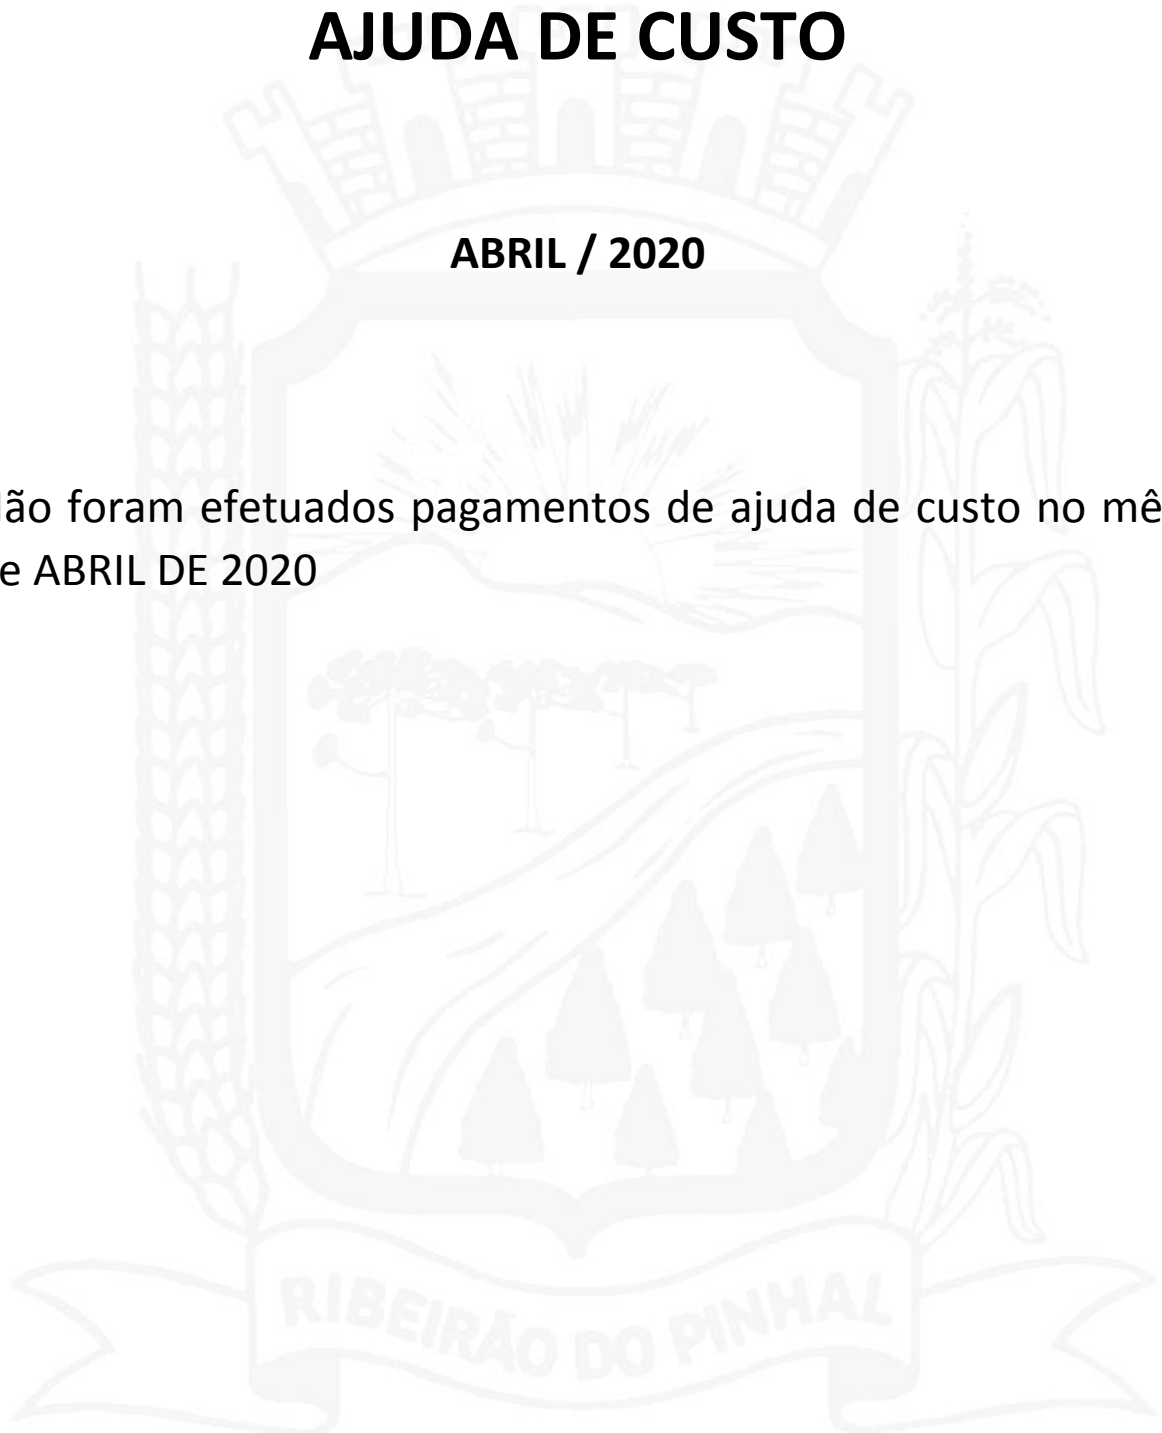 AJUDA DE CUSTO
ABRIL / 2020
ão foram efetuados pagamentos de ajuda de custo no mê
e ABRIL DE 2020
RIBEIRÃO DO PINHAL